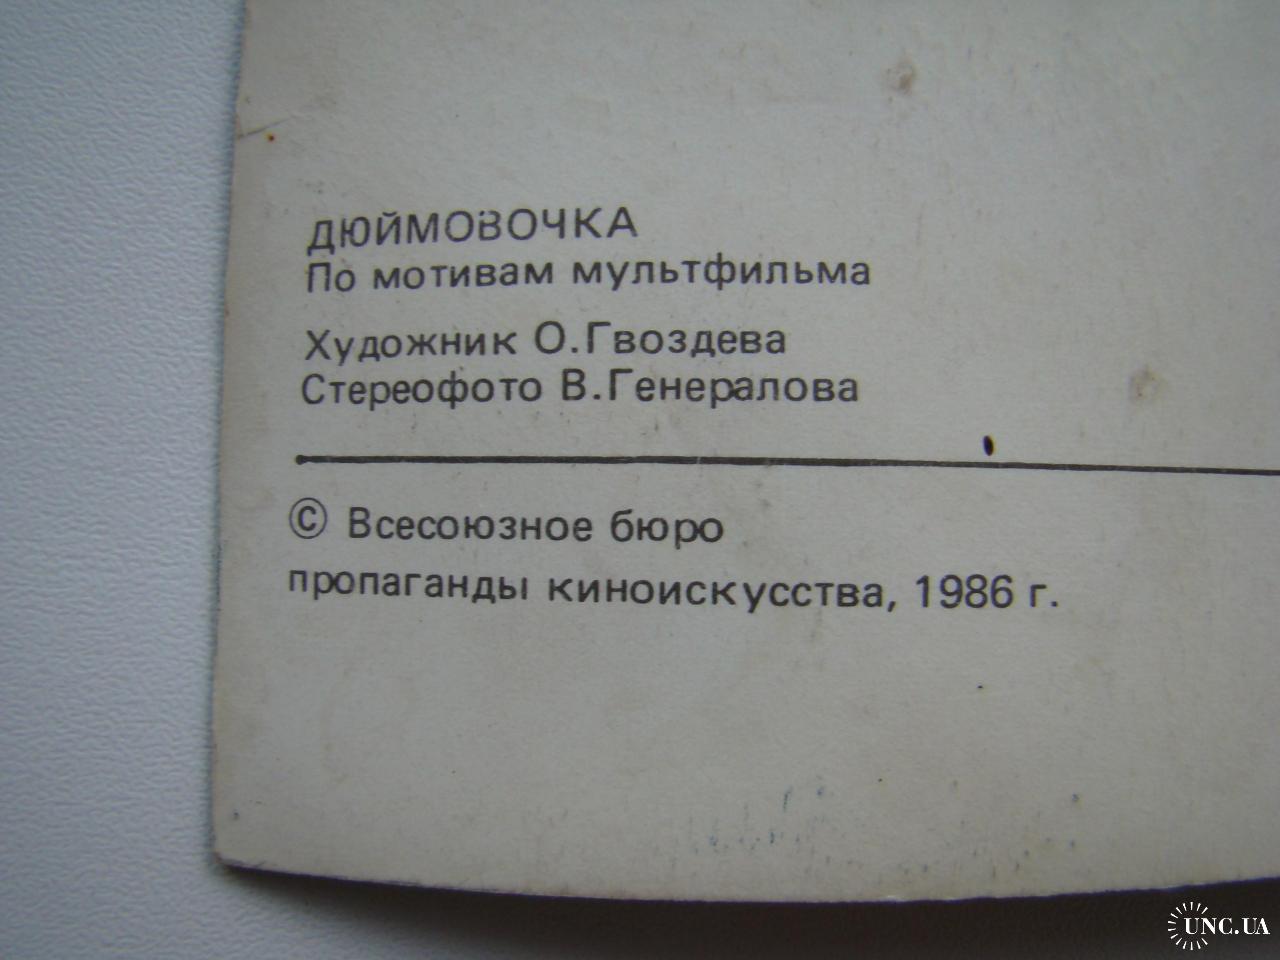 ДЮЙМОВОЧКА
По мотивам мультфильма
Художник О.Гвоздева
Стереофото В.Генералова
© Всесоюзное бюро
пропаганды киноискусства, 1986 г.
UNC.UA